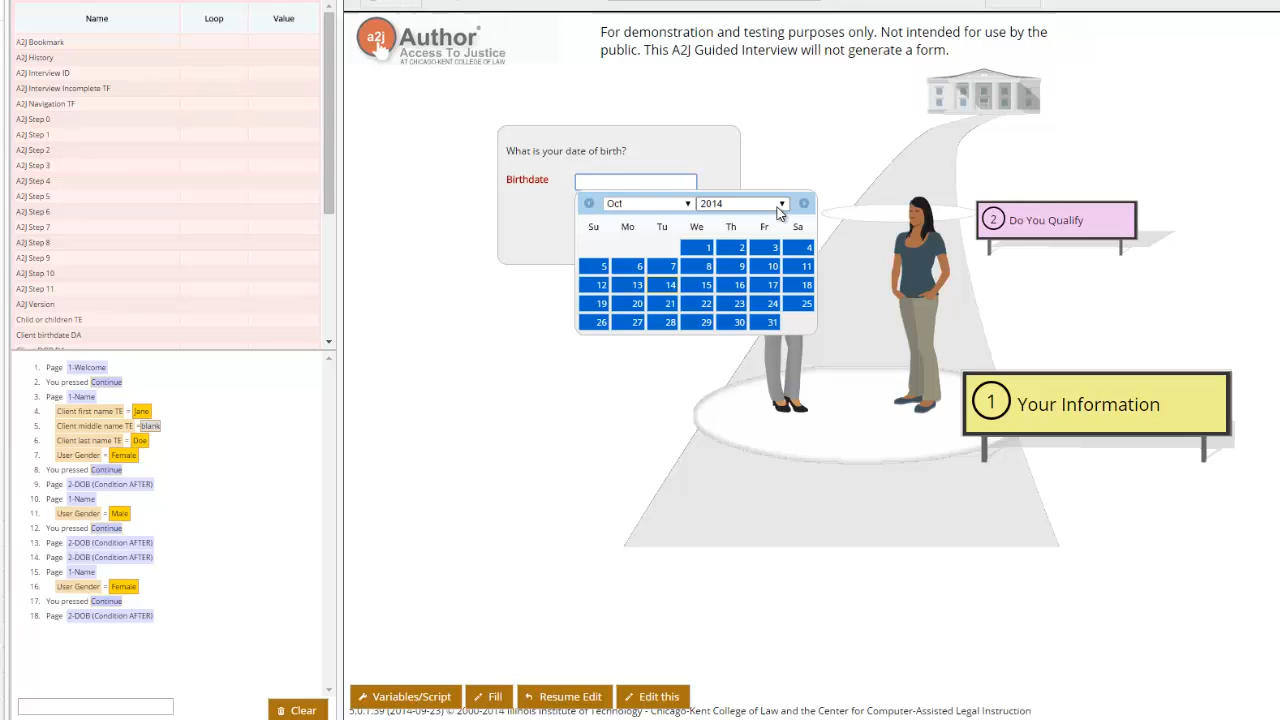 Name Loop Value
A2J Bookmark
A2J History
A2J Interview ID
A2J Interview Incomplete TF
A2J Navigation TF
A2J Step 0
A2J Step 1
A2J Step 2
A2J Step 3
A2J Step 4
A2J Step 5
A2J Step 6
A2J Step 7
A2J Step 8
A2J Step 9
A2J Step 10
A2J Step 11
A2J Version
Child or children TE
Client birthdate DA
1. Page 1-Welcome
2. You pressed Continue
3. Page 1-Name
4. Client first name TE = Jane
5. Client middle name TE =blank
6. Client last name TE = Doe
7. User Gender = Female
8. You pressed Continue
9. Page 2-DOB (Condition AFTER)
10. Page 1-Name
11. User Gender = Male
12. You pressed Continue
13. Page 2-DOB (Condition AFTER)
14. Page 2-DOB (Condition AFTER)
15. Page 1-Name
16. User Gender = Female
17. You pressed Continue
18. Page 2-DOB (Condition AFTER)
Clear
a2j Author®
Access To Justice
AT CHICAGO-KENT COLLEGE OF LAW
For demonstration and testing purposes only. Not intended for use by the
public. This A2J Guided Interview will not generate a form.
What is your date of birth?
Birthdate
Oct 2014
Su Mo Tu We Th Fr Sa
1 2 3 4
5 6 7 8 9 10 11
12 13 14 15 16 17 18
19 20 21 22 23 24 25
26 27 28 29 30 31
2 Do You Qualify
1 Your Information
Variables/Script Fill Resume Edit Edit this
5.0.1.39 (2014-09-23) © 2000-2014 Illinois Institute of Technology - Chicago-Kent College of Law and the Center for Computer-Assisted Legal Instruction